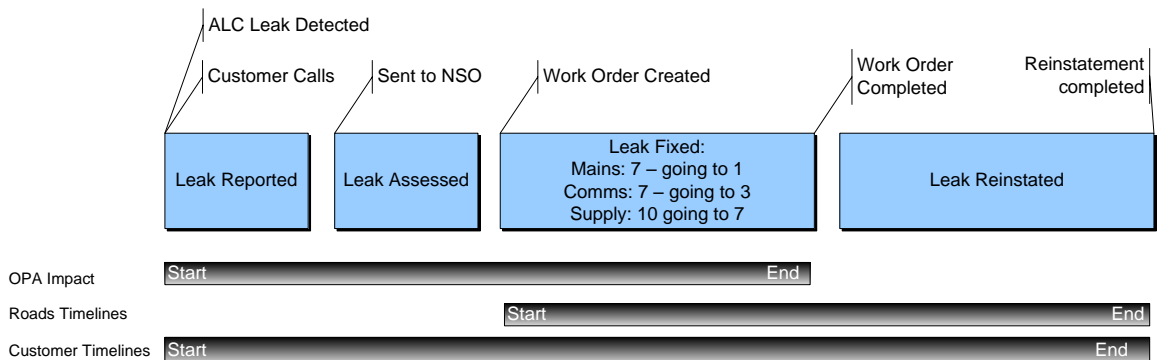 ALC Leak Detected
Customer Calls
Sent to NSO
Work Order Created
Work Order
Completed
Reinstatement
completed
Leak Reported
Leak Assessed
Leak Fixed:
Mains: 7 – going to 1
Comms: 7 – going to 3
Supply: 10 going to 7
Leak Reinstated
OPA Impact
Start
End
Roads Timelines
Start
End
Customer Timelines
Start
End